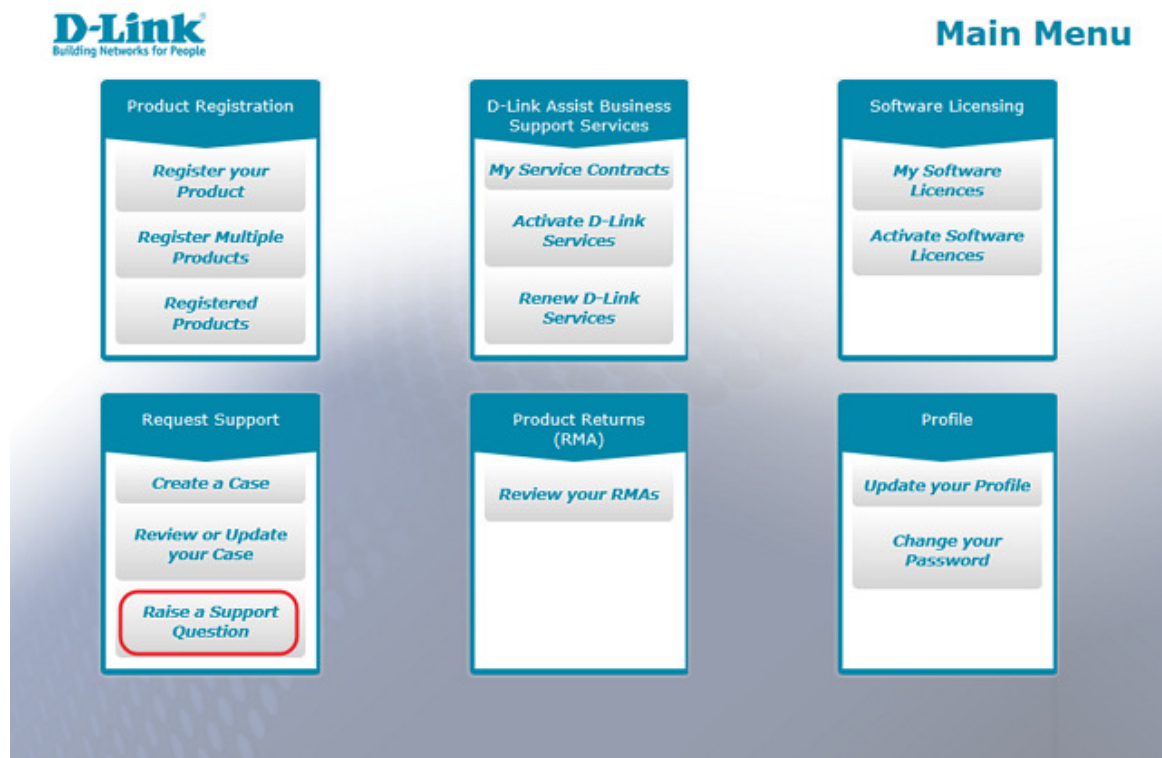 D-Link
Building Networks for People
Main Menu
Product Registration
Register your
Product
Register Multiple
Products
Registered
Products
D-Link Assist Business
Support Services
My Service Contracts
Activate D-Link
Services
Renew D-Link
Services
Software Licensing
My Software
Licences
Activate Software
Licences
Request Support
Create a Case
Review or Update
your Case
Raise a Support
Question
Product Returns
(RMA)
Review your RMAs
Profile
Update your Profile
Change your
Password